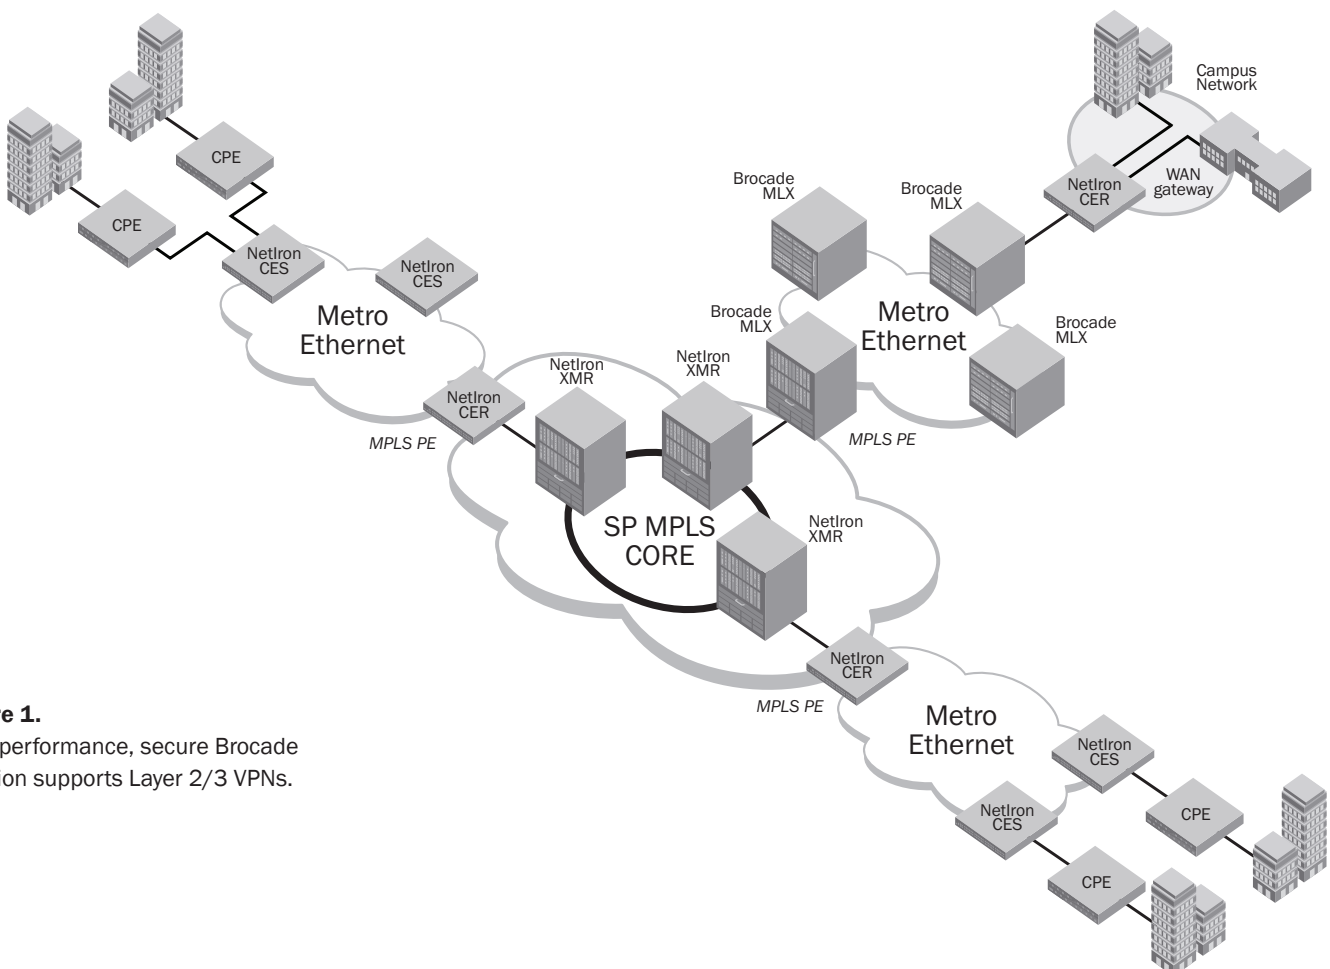 Campus
Network
CPE
CPE
WAN
gateway
NetIron
CER
Brocade
MLX
Brocade
MLX
NetIron
CES
NetIron
CES
Metro
Ethernet
Brocade
MLX
Metro
Ethernet
Brocade
MLX
NetIron
XMR
NetIron
XMR
NetIron
CER
MPLS PE
MPLS PE
SP MPLS
CORE
NetIron
XMR
NetIron
CER
MPLS PE
Metro
Ethernet
e 1.
performance, secure Brocade
ion supports Layer 2/3 VPNs.
NetIron
CES
NetIron
CES
CPE
CPE